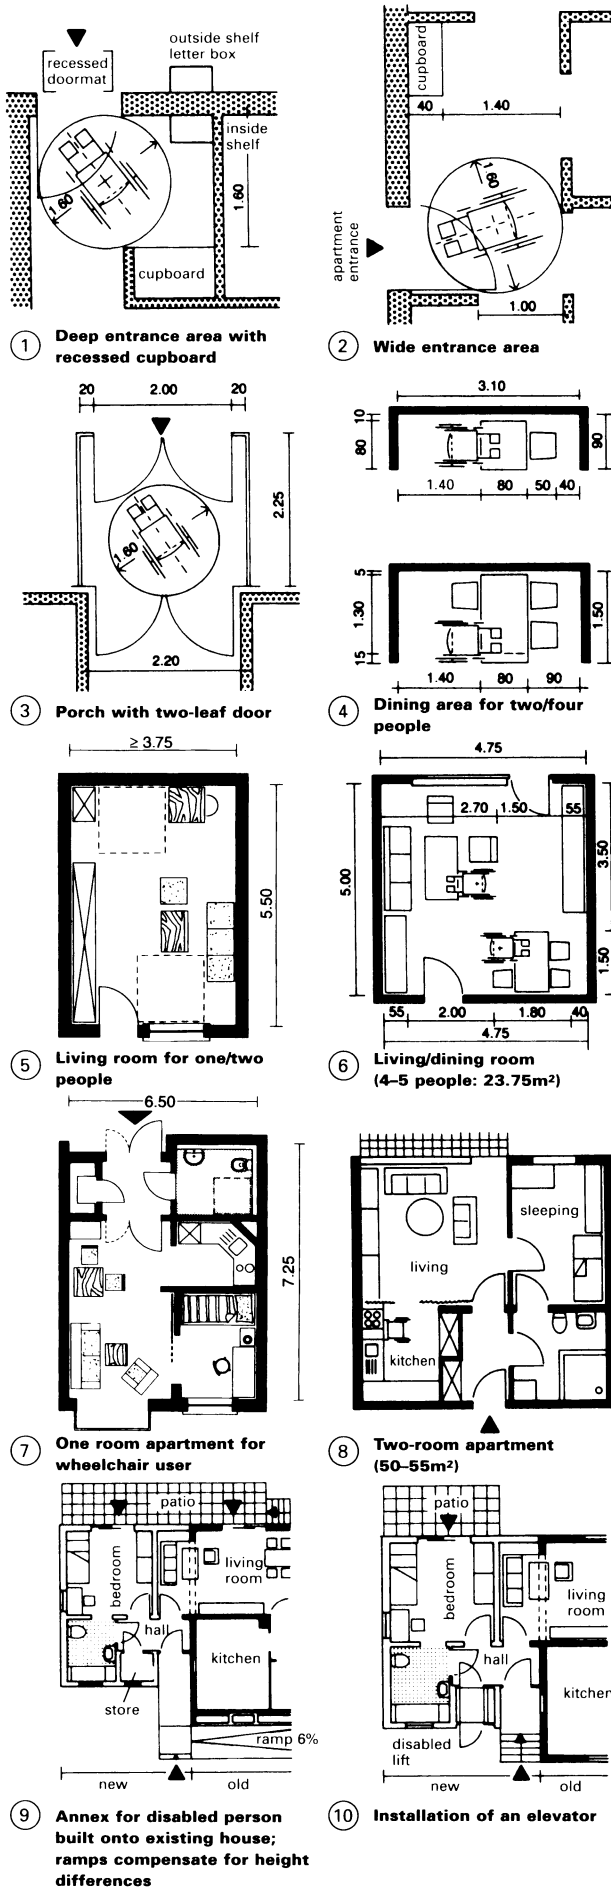 outside shelf
letter box
recessed
doormat
inside
shelf
1.60
1.60
cupboard
1 Deep entrance area with
recessed cupboard
cupboard
40
1.40
1.60
apartment
entrance
1.00
2 Wide entrance area
20
2.00
20
2.25
1.60
2.20
3 Porch with two-leaf door
3.10
10
80
90
1.40
80
50
40
5
1.30
15
1.50
1.40
80
90
4 Dining area for two/four
people
≥ 3.75
5.50
5 Living room for one/two
people
4.75
2.70
1.50
55
5.00
3.50
1.50
55
2.00
1.80
40
4.75
6 Living/dining room
(4–5 people: 23.75m²)
6.50
7.25
7 One room apartment for
wheelchair user
sleeping
living
kitchen
8 Two-room apartment
(50–55m²)
patio
bedroom
living
room
hall
kitchen
store
ramp 6%
new
old
9 Annex for disabled person
built onto existing house;
ramps compensate for height
differences
patio
bedroom
living
room
hall
kitchen
disabled
lift
new
old
10 Installation of an elevator